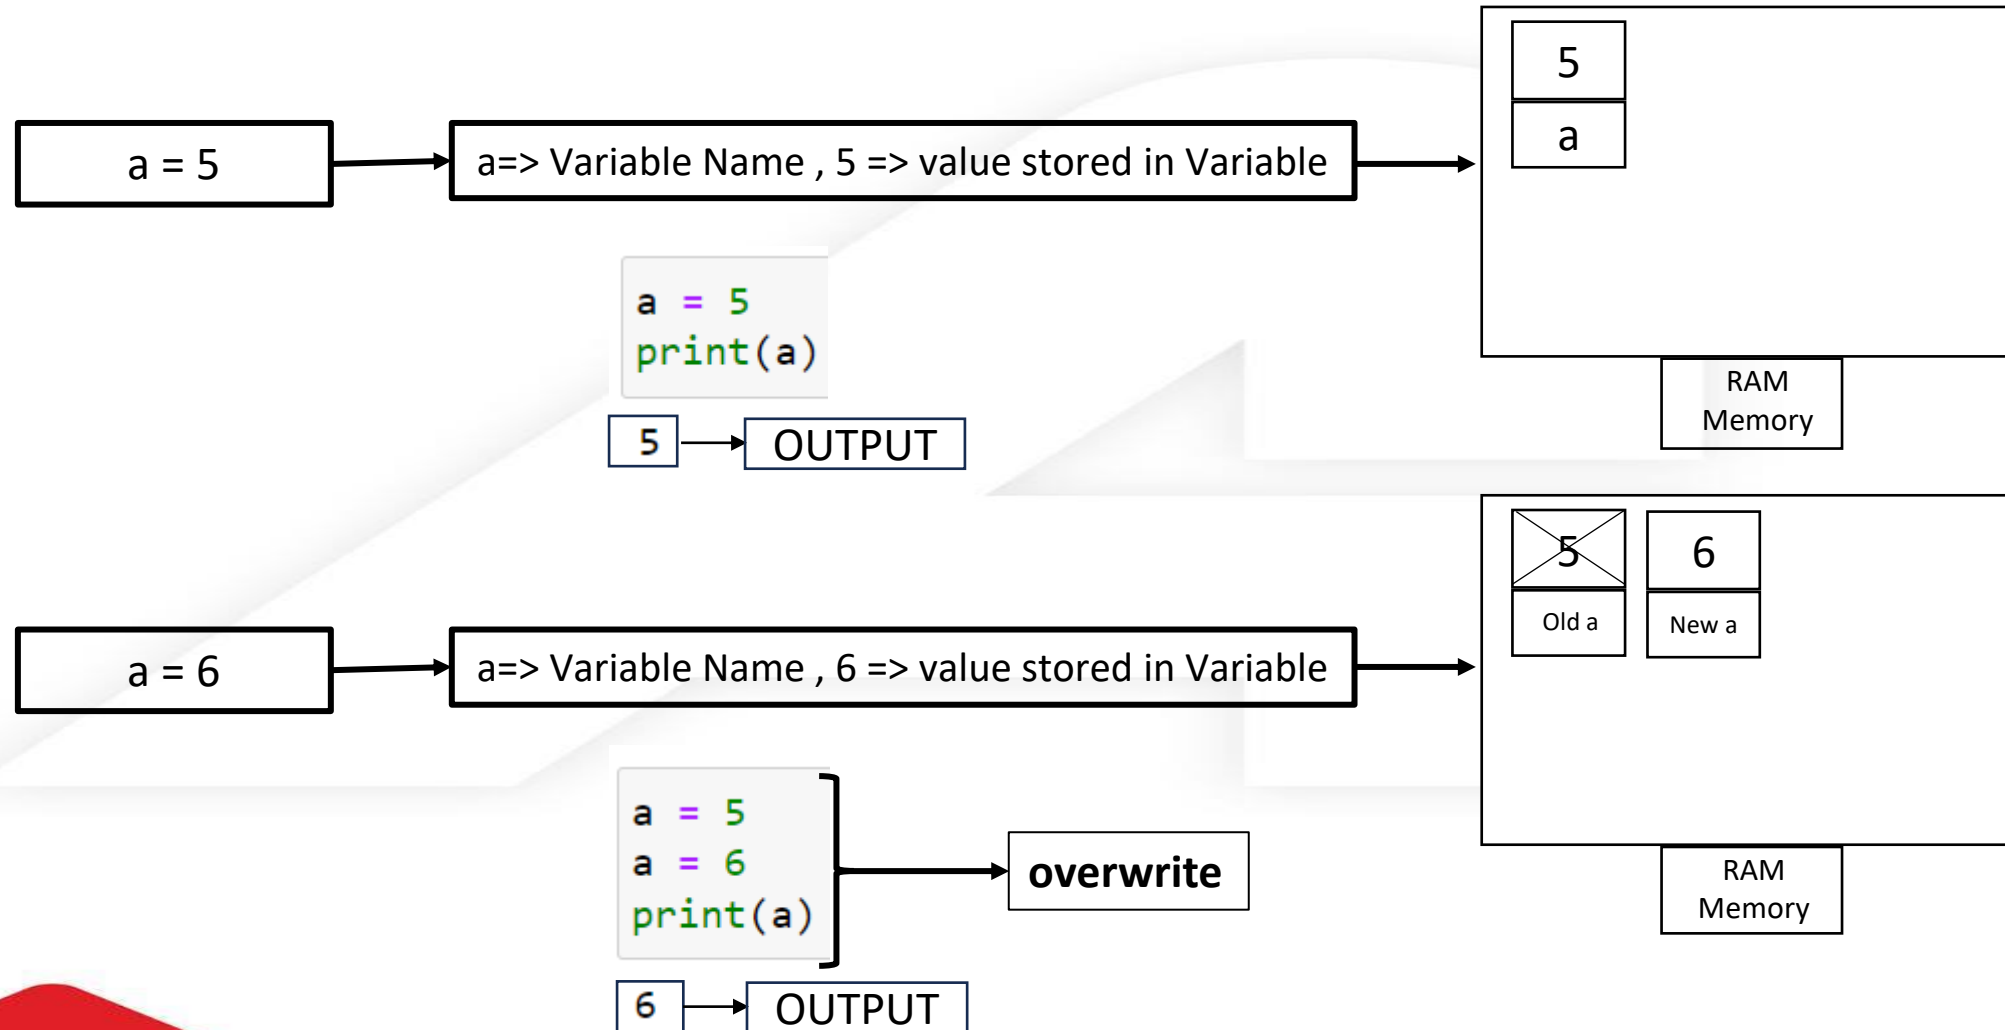 5
a
a = 5
a=> Variable Name , 5 => value stored in Variable
a = 5
print(a)
RAM
Memory
5
OUTPUT
5
6
Old a
New a
a = 6
a=> Variable Name , 6 => value stored in Variable
a = 5
a = 6
print(a)
overwrite
RAM
Memory
6
OUTPUT